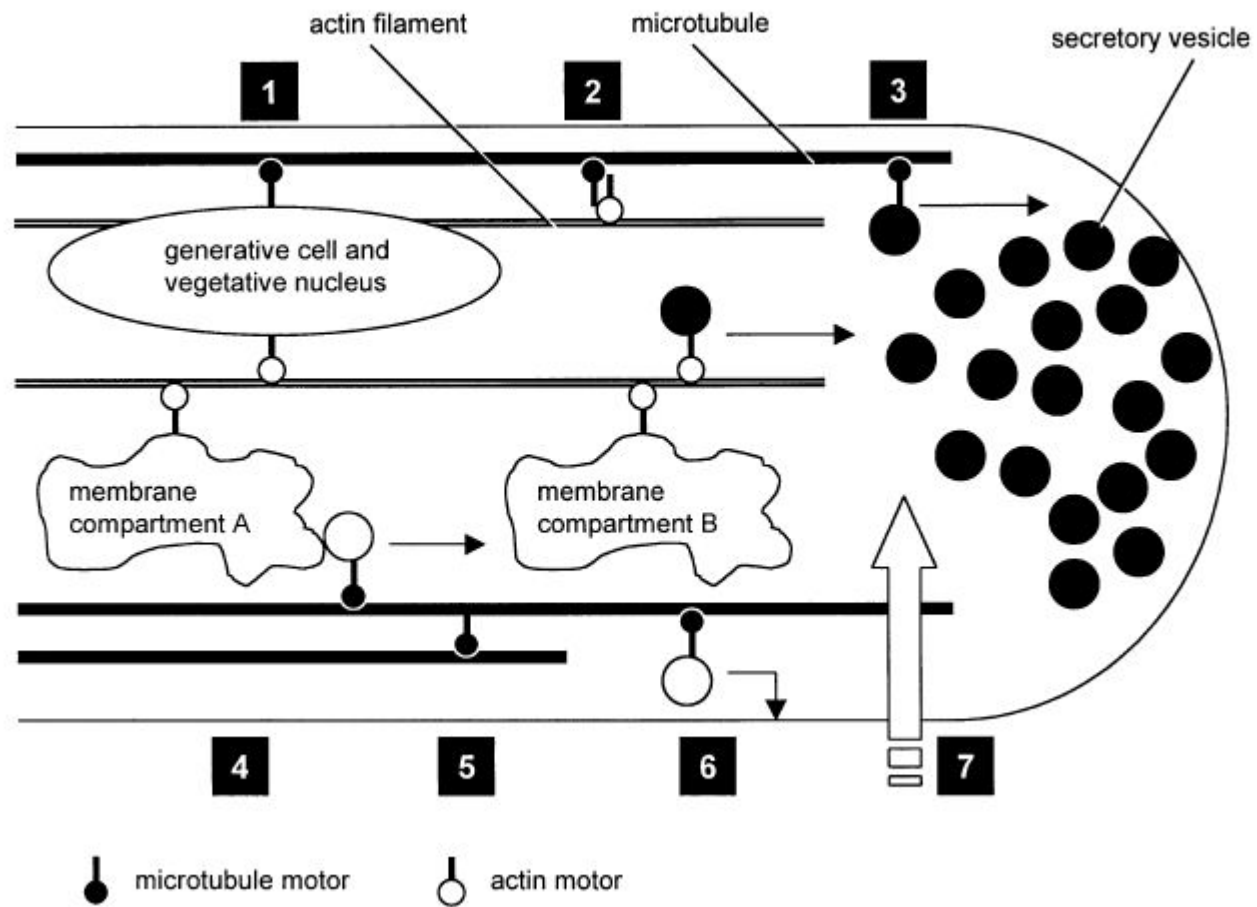 actin filament
microtubule
secretory vesicle
1
2
3
generative cell and
vegetative nucleus
membrane
compartment A
membrane
compartment B
4
5
6
7
microtubule motor
actin motor